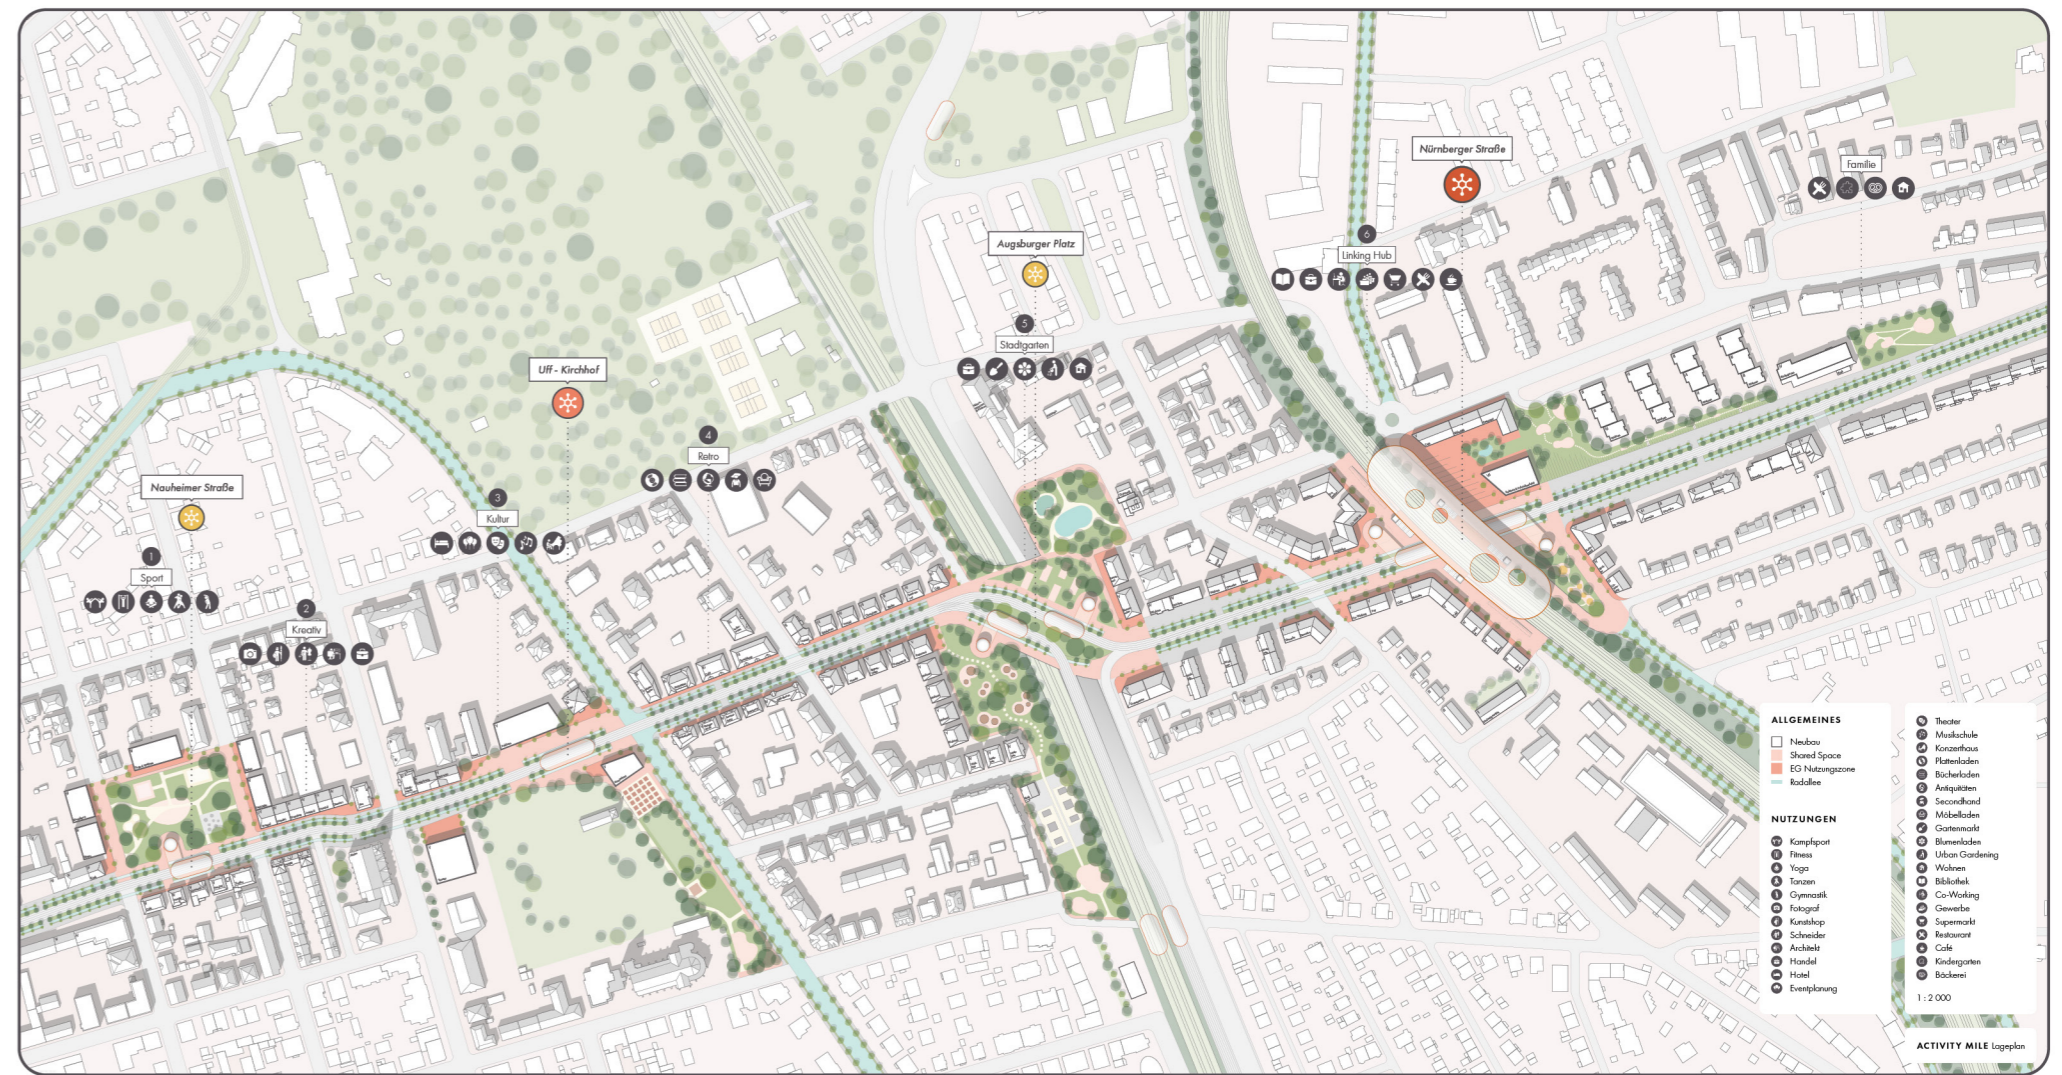 Nürnberger Straße
Familie
Augsburger Platz
6
Linking Hub
5
Stadtgarten
Uff - Kirchhof
4
Retro
Nauheimer Straße
3
Kultur
1
Sport
2
Kreativ
ALLGEMEINES
Neubau
Shared Space
EG Nutzungszone
Radallee
NUTZUNGEN
Kampfsport
Fitness
Yoga
Tanzen
Gymnastik
Fotograf
Kunstshop
Schneider
Architekt
Handel
Hotel
Eventplanung
Theater
Musikschule
Konzerthaus
Plattenladen
Bücherladen
Antiquitäten
Secondhand
Möbelladen
Gartenmarkt
Blumenladen
Urban Gardening
Wohnen
Bibliothek
Co-Working
Gewerbe
Supermarkt
Restaurant
Café
Kindergarten
Bäckerei
1 : 2 000
ACTIVITY MILE Lageplan